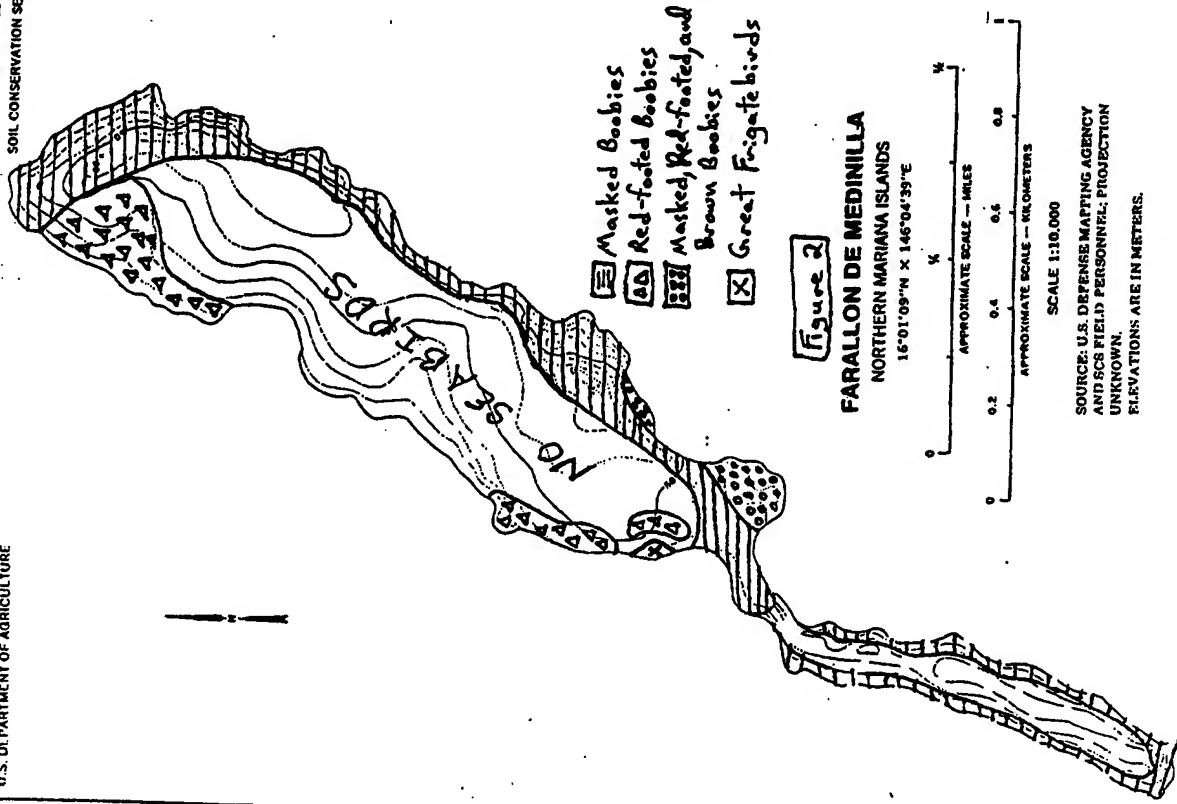 U.S. DEPARTMENT OF AGRICULTURE
SOIL CONSERVATION
NO SEABIRDS
Masked Boobies
Red-footed Boobies
Masked, Red-footed, and
Brown Boobies
X Great Frigatebirds
Figure 2
FARALLON DE MEDINILLA
NORTHERN MARIANA ISLANDS
16°01'09"N X 146°04'39"E
0 ¼ ½
APPROXIMATE SCALE — MILES
0 0.2 0.4 0.6 0.8 1
APPROXIMATE SCALE — KILOMETERS
SCALE 1:10,000
SOURCE: U.S. DEFENSE MAPPING AGENCY
AND SCS FIELD PERSONNEL; PROJECTION
UNKNOWN.
ELEVATIONS ARE IN METERS.
N
X